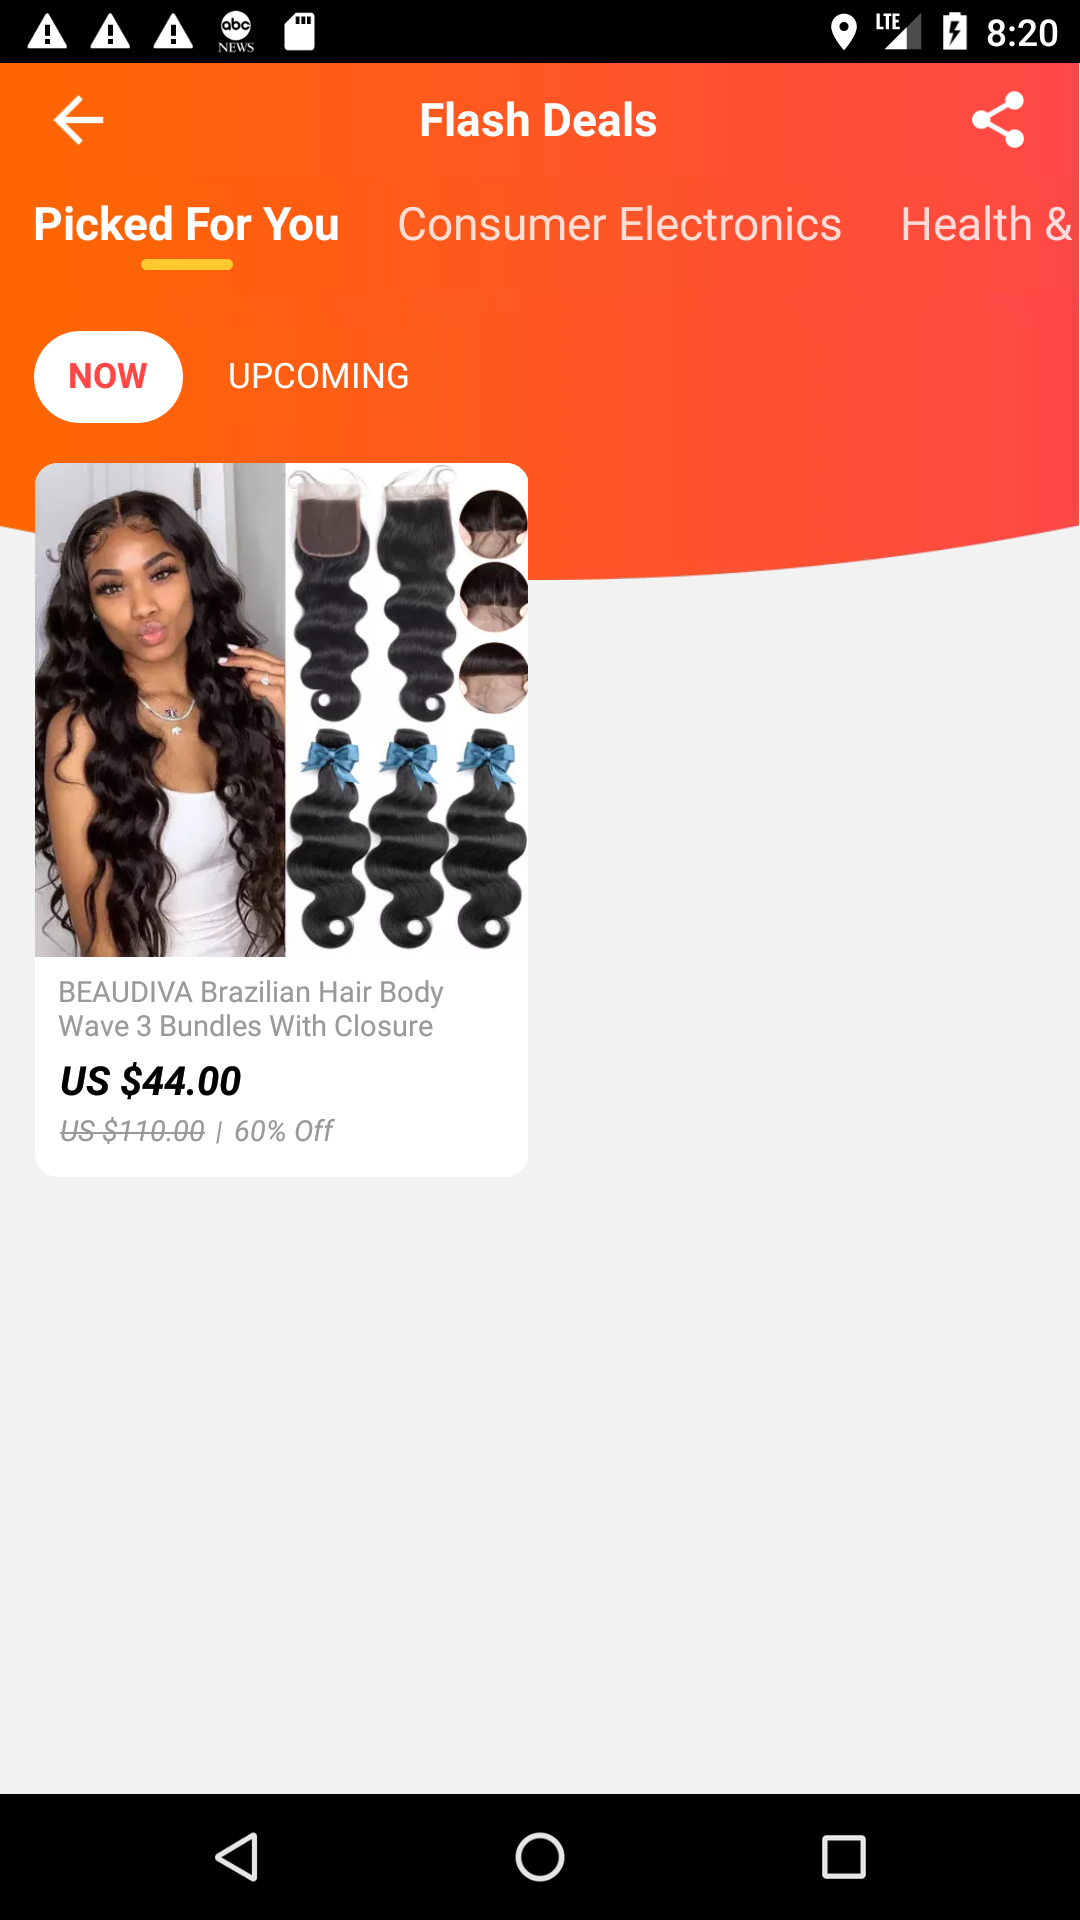 abc
NEWS
LTE
8:20
Flash Deals
Picked For You
Consumer Electronics
Health &
NOW
UPCOMING
BEAUDIVA Brazilian Hair Body
Wave 3 Bundles With Closure
US $44.00
US $110.00 | 60% Off